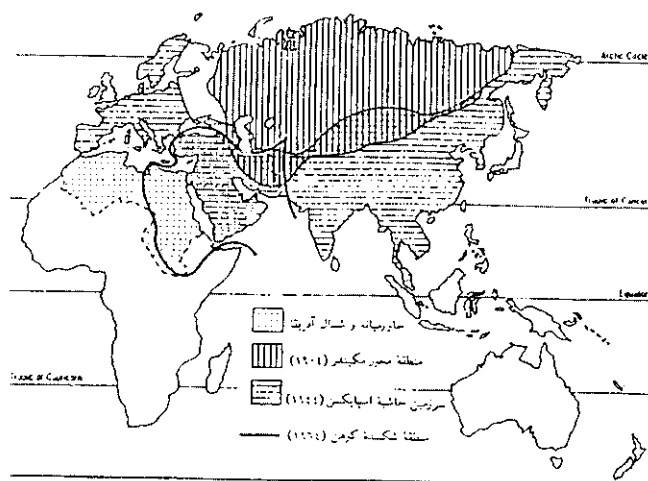 Arctic Circle
Tropic of Cancer
Equator
خاورمیانه و شمال آفریقا
منطقهٔ محور مکیندر (۱۹۰۴)
Tropic of Capricorn
سرزمین حاشیهٔ اسپایکمن (۱۹۴۴)
منطقهٔ شکنندهٔ کوهن (۱۹۶۴)